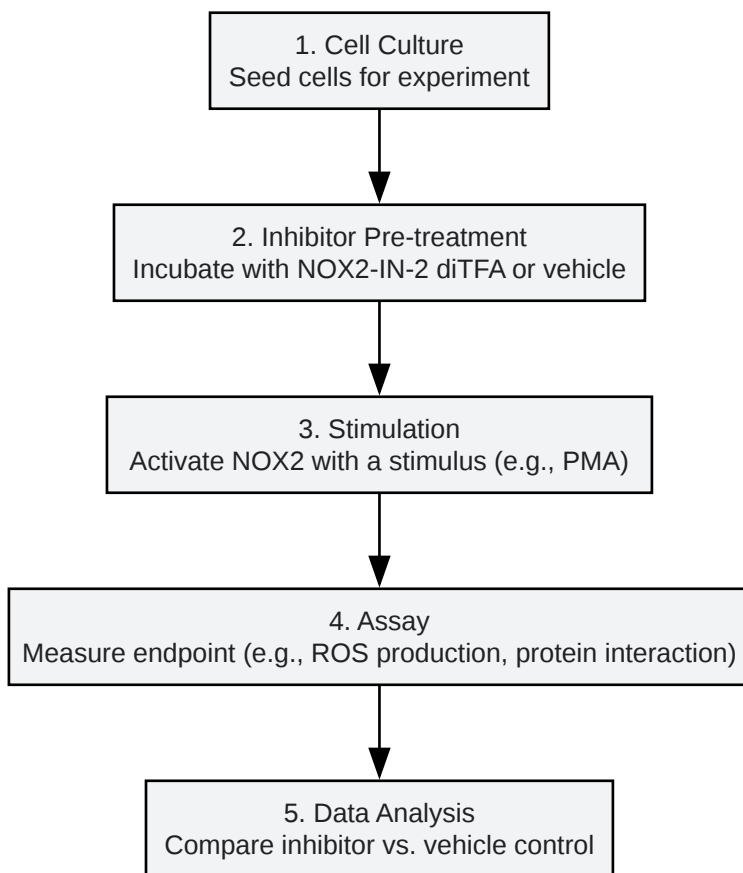 1. Cell Culture
Seed cells for experiment
2. Inhibitor Pre-treatment
Incubate with NOX2-IN-2 diTFA or vehicle
3. Stimulation
Activate NOX2 with a stimulus (e.g., PMA)
4. Assay
Measure endpoint (e.g., ROS production, protein interaction)
5. Data Analysis
Compare inhibitor vs. vehicle control